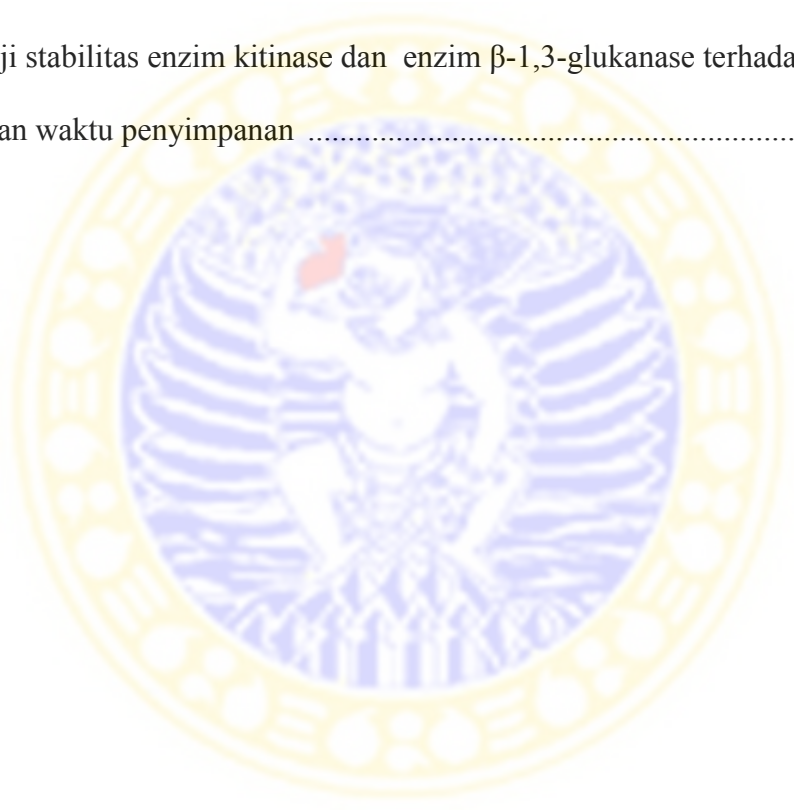 ji stabilitas enzim kitinase dan enzim β-1,3-glukanase terhada
an waktu penyimpanan ............................................................